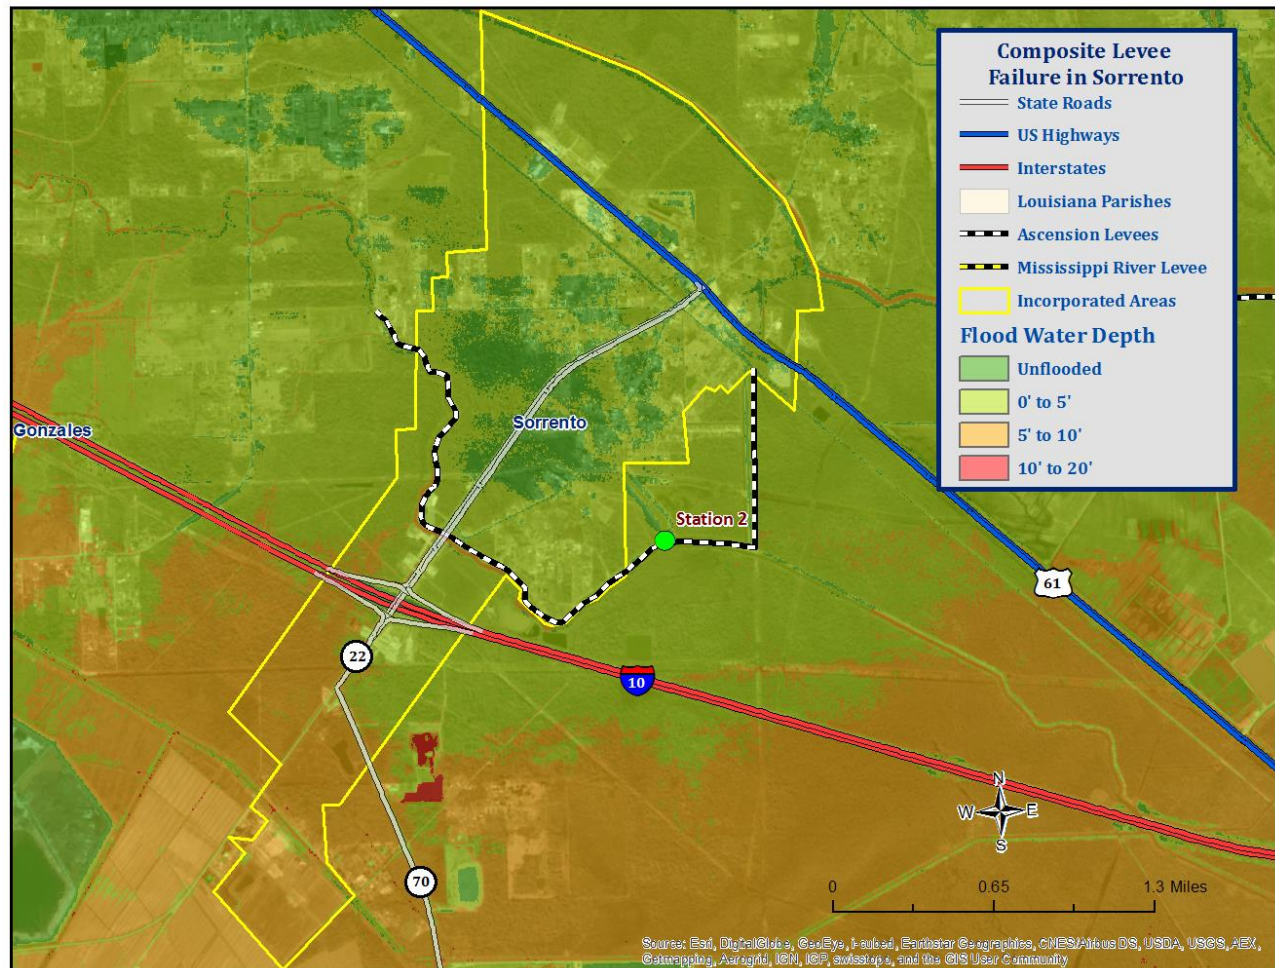 Composite Levee
Failure in Sorrento
State Roads
US Highways
Interstates
Louisiana Parishes
Ascension Levees
Mississippi River Levee
Incorporated Areas
Flood Water Depth
Unflooded
0' to 5'
5' to 10'
10' to 20'
Gonzales
Sorrento
Station 2
61
22
10
70
N
W E
S
0 0.65 1.3 Miles
Source: Esri, DigitalGlobe, GeoEye, i-cubed, Earthstar Geographics, CNES/Airbus DS, USDA, USGS, AEX,
Getmapping, Aerogrid, IGN, IGP, swisstopo, and the GIS User Community